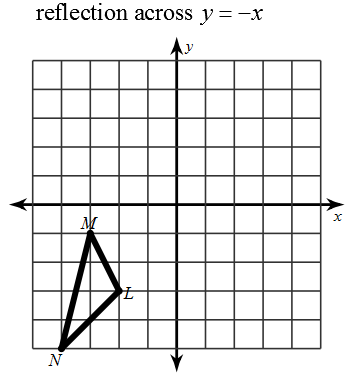 reflection across y = −x
y
x
M
L
N